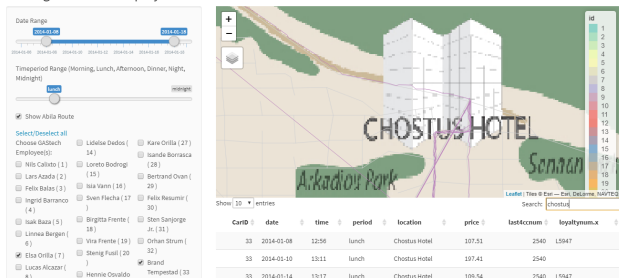 Date Range
2014-01-08
2014-01-18
Timeperiod Range (Morning, Lunch, Afternoon, Dinner, Night,
Midnight)
lunch
midnight
Show Abila Route
Select/Deselect all
Choose GAStech
Employee(s):
Nils Calixto ( 1 )
Lars Azada ( 2 )
Felix Balas ( 3 )
Ingrid Barranco
( 4 )
Isak Baza ( 5 )
Linnea Bergen
( 6 )
Elsa Orilla ( 7 )
Lucas Alcazar (
Lidelse Dedos (
14 )
Loreto Bodrogi
( 15 )
Isia Vann ( 16 )
Sven Flecha ( 17
)
Birgitta Frente (
18 )
Vira Frente ( 19 )
Stenig Fusil ( 20
)
Hennie Osvaldo
Kare Orilla ( 27 )
Isande Borrasca
( 28 )
Bertrand Ovan (
29 )
Felix Resumir (
30 )
Sten Sanjorge
Jr. ( 31 )
Orhan Strum (
32 )
Brand
Tempestad ( 33
+
−
CHOSTUS HOTEL
Arkadiou Park
Sannan
id
1
2
3
4
5
6
7
8
9
10
11
12
13
14
15
16
17
18
19
Leaflet | Tiles © Esri — Esri, DeLorme, NAVTEQ
Show 10 entries
Search: chostus
CarID date time period location price last4ccnum loyaltynum.x
33 2014-01-08 12:56 lunch Chostus Hotel 107.51 2540 L5947
33 2014-01-10 13:11 lunch Chostus Hotel 197.41 2540
33 2014-01-14 13:17 lunch Chostus Hotel 109.54 2540 L5947